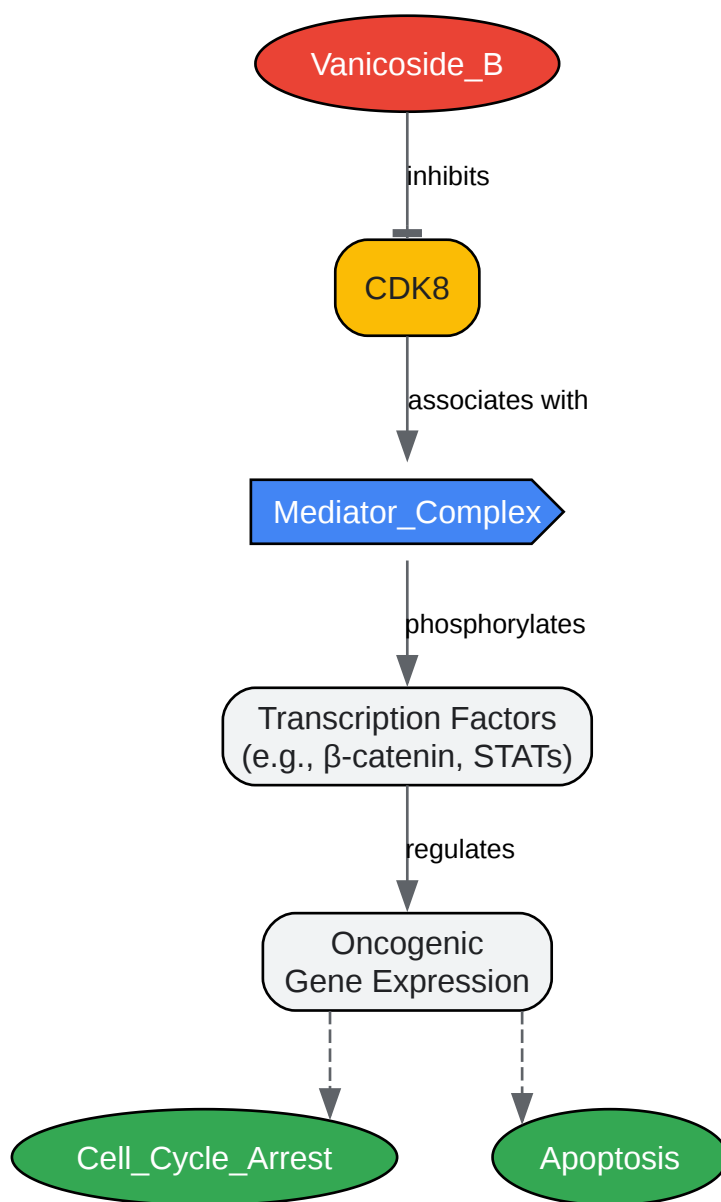 Vanicoside_B
inhibits
CDK8
associates with
Mediator_Complex
phosphorylates
Transcription Factors
(e.g., β-catenin, STATs)
regulates
Oncogenic
Gene Expression
Cell_Cycle_Arrest
Apoptosis